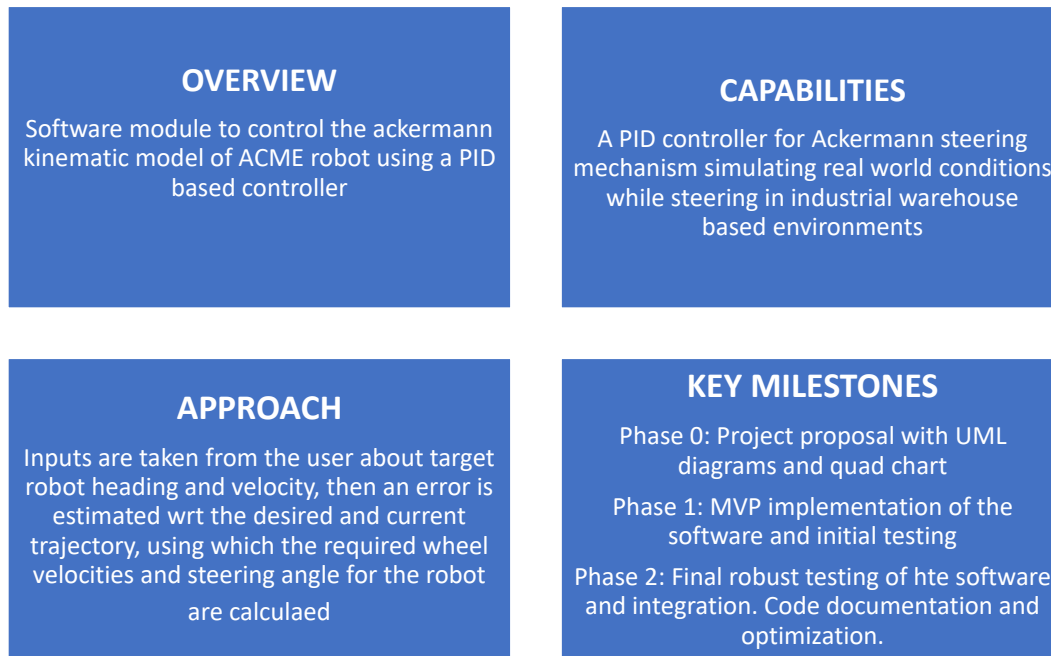 OVERVIEW
Software module to control the ackermann
kinematic model of ACME robot using a PID
based controller
CAPABILITIES
A PID controller for Ackermann steering
mechanism simulating real world conditions
while steering in industrial warehouse
based environments
APPROACH
Inputs are taken from the user about target
robot heading and velocity, then an error is
estimated wrt the desired and current
trajectory, using which the required wheel
velocities and steering angle for the robot
are calculaed
KEY MILESTONES
Phase 0: Project proposal with UML
diagrams and quad chart
Phase 1: MVP implementation of the
software and initial testing
Phase 2: Final robust testing of hte software
and integration. Code documentation and
optimization.